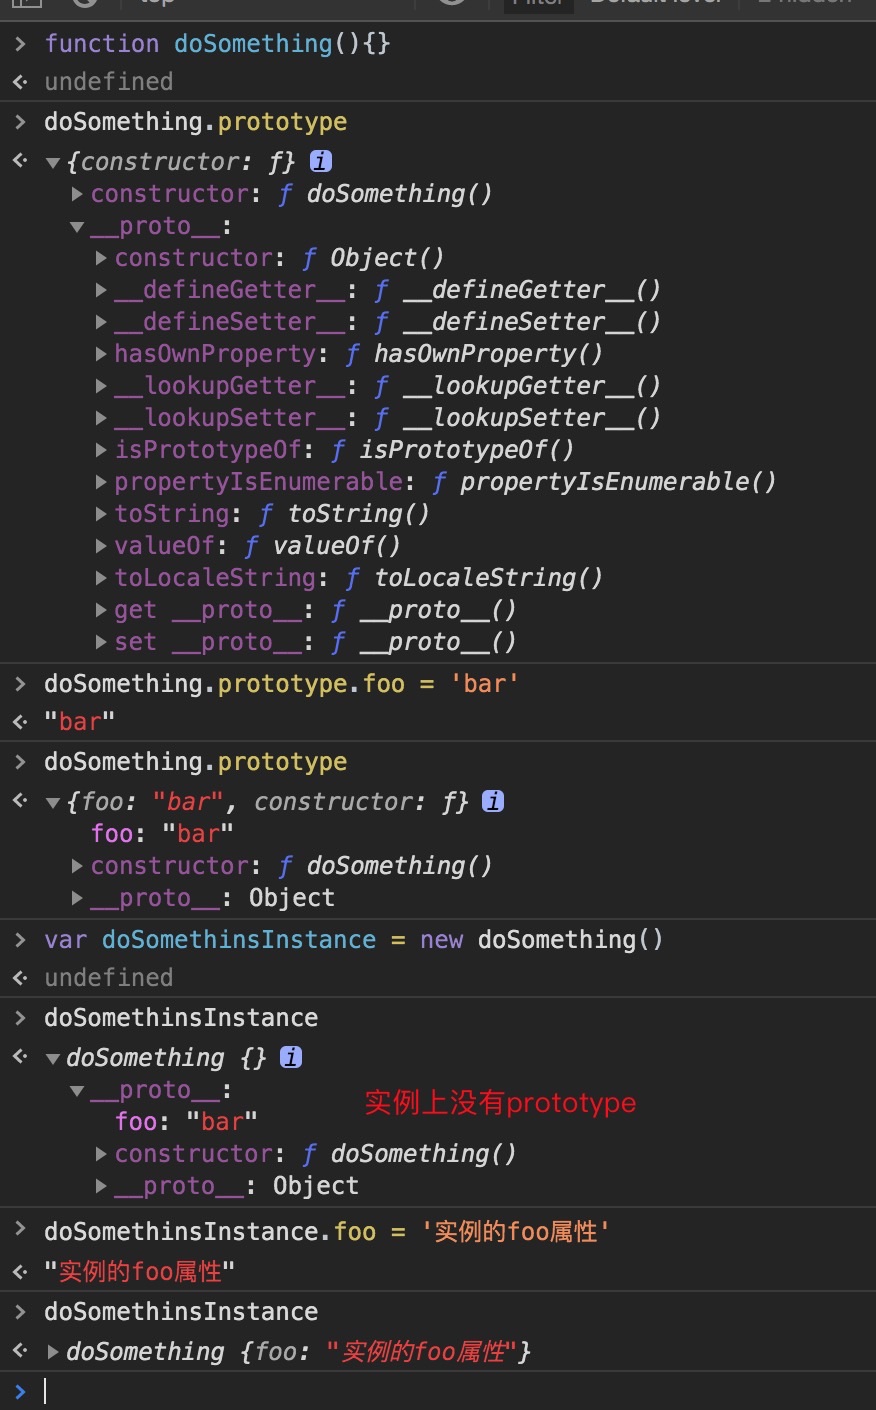 function doSomething(){}
undefined
doSomething.prototype
{constructor: ƒ} i
constructor: ƒ doSomething()
__proto__:
constructor: ƒ Object()
__defineGetter__: ƒ __defineGetter__()
__defineSetter__: ƒ __defineSetter__()
hasOwnProperty: ƒ hasOwnProperty()
__lookupGetter__: ƒ __lookupGetter__()
__lookupSetter__: ƒ __lookupSetter__()
isPrototypeOf: ƒ isPrototypeOf()
propertyIsEnumerable: ƒ propertyIsEnumerable()
toString: ƒ toString()
valueOf: ƒ valueOf()
toLocaleString: ƒ toLocaleString()
get __proto__: ƒ __proto__()
set __proto__: ƒ __proto__()
doSomething.prototype.foo = 'bar'
"bar"
doSomething.prototype
{foo: "bar", constructor: ƒ} i
foo: "bar"
constructor: ƒ doSomething()
__proto__: Object
var doSomethinsInstance = new doSomething()
undefined
doSomethinsInstance
doSomething {} i
__proto__:
实例上没有prototype
foo: "bar"
constructor: ƒ doSomething()
__proto__: Object
doSomethinsInstance.foo = '实例的foo属性'
"实例的foo属性"
doSomethinsInstance
doSomething {foo: "实例的foo属性"}